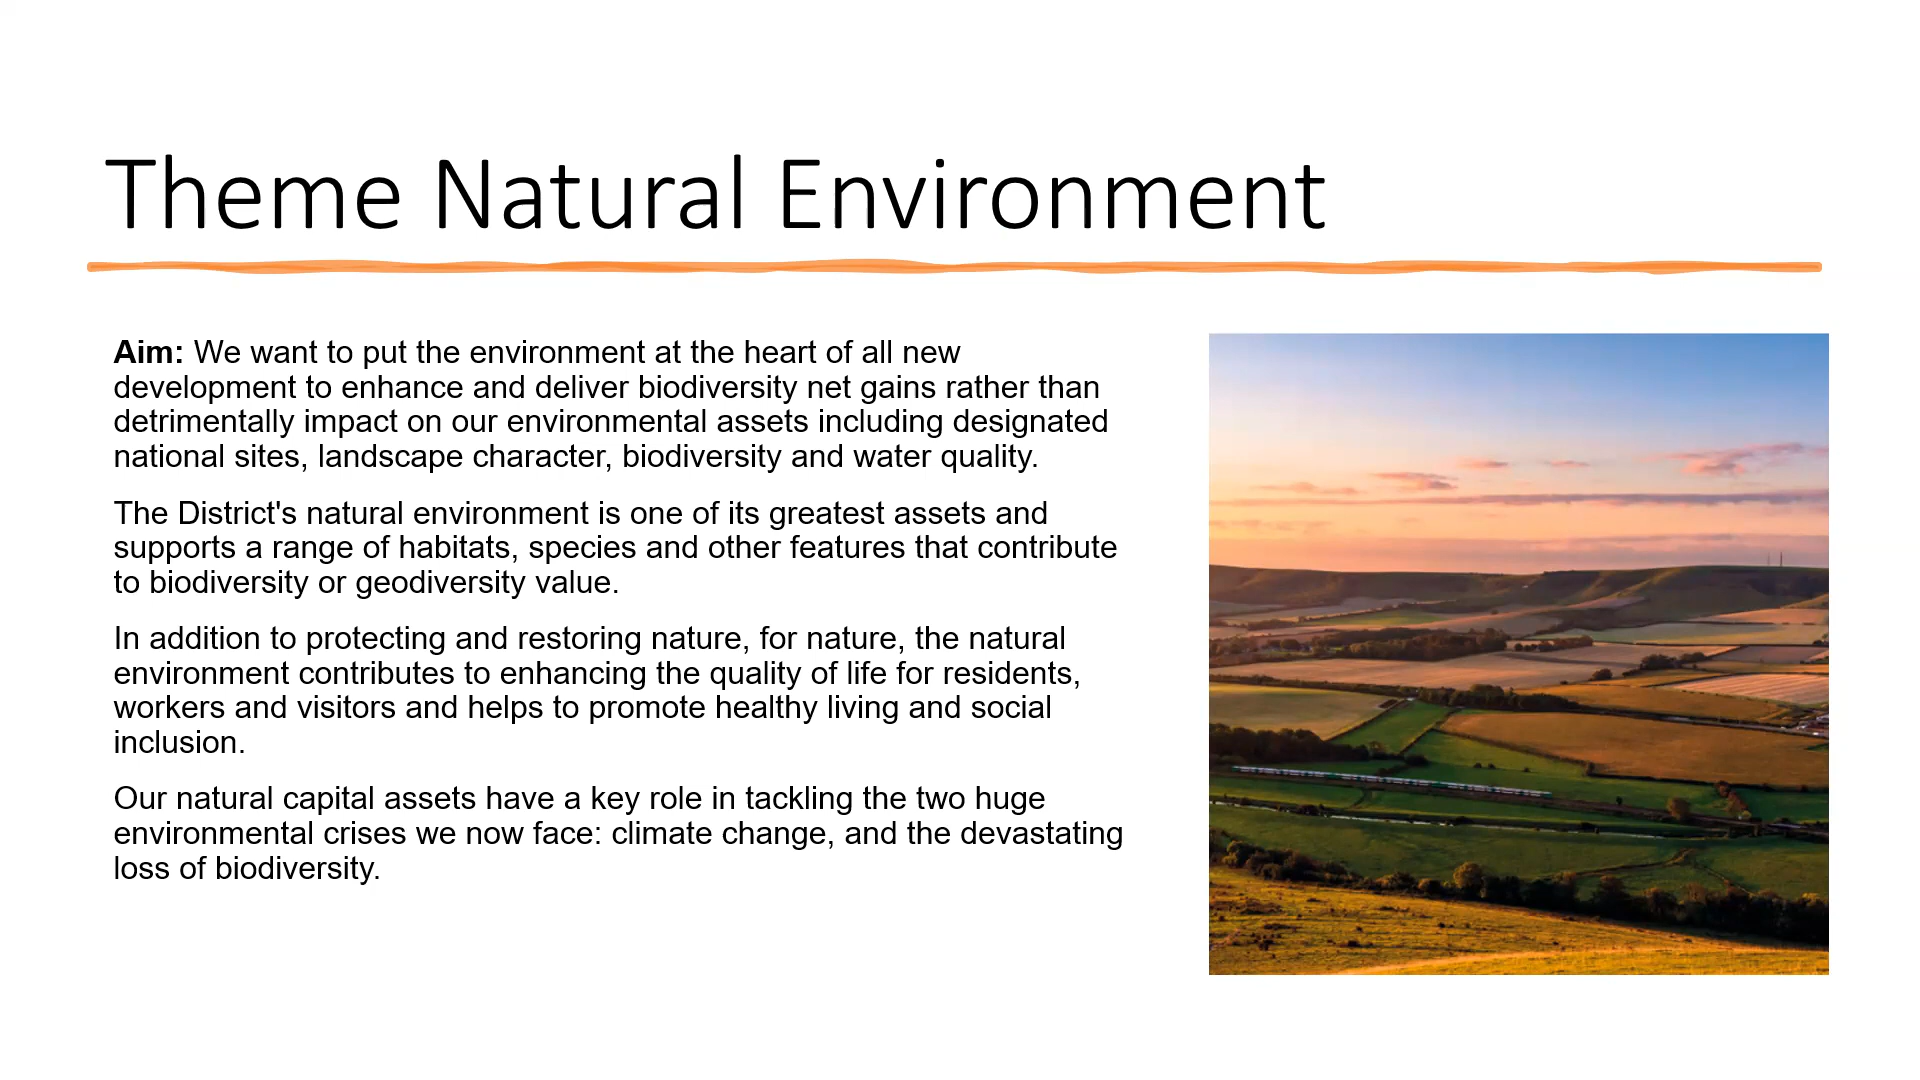 Theme Natural Environment
Aim: We want to put the environment at the heart of all new
development to enhance and deliver biodiversity net gains rather than
detrimentally impact on our environmental assets including designated
national sites, landscape character, biodiversity and water quality.
The District's natural environment is one of its greatest assets and
supports a range of habitats, species and other features that contribute
to biodiversity or geodiversity value.
In addition to protecting and restoring nature, for nature, the natural
environment contributes to enhancing the quality of life for residents,
workers and visitors and helps to promote healthy living and social
inclusion.
Our natural capital assets have a key role in tackling the two huge
environmental crises we now face: climate change, and the devastating
loss of biodiversity.